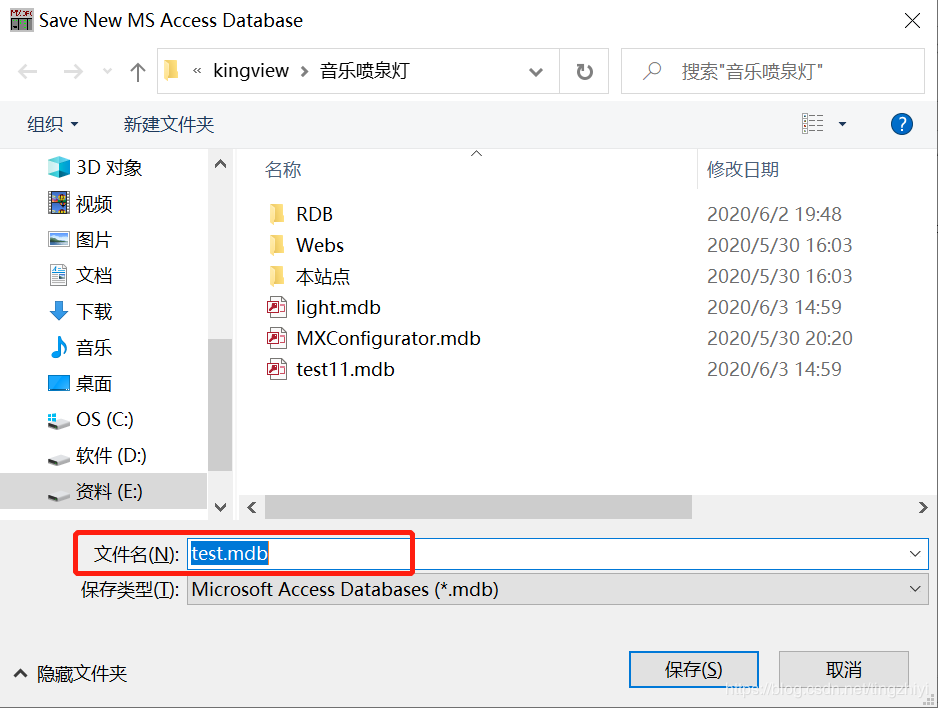 Save New MS Access Database
« kingview > 音乐喷泉灯
搜索"音乐喷泉灯"
组织 新建文件夹
名称 修改日期
3D 对象
视频
图片
文档
下载
音乐
桌面
OS (C:)
软件 (D:)
资料 (E:)
RDB 2020/6/2 19:48
Webs 2020/5/30 16:03
本站点 2020/5/30 16:03
light.mdb 2020/6/3 14:59
MXConfigurator.mdb 2020/5/30 20:20
test11.mdb 2020/6/3 14:59
文件名(N): test.mdb
保存类型(T): Microsoft Access Databases (*.mdb)
隐藏文件夹
保存(S) 取消
https://blog.csdn.net/lingzhiyi